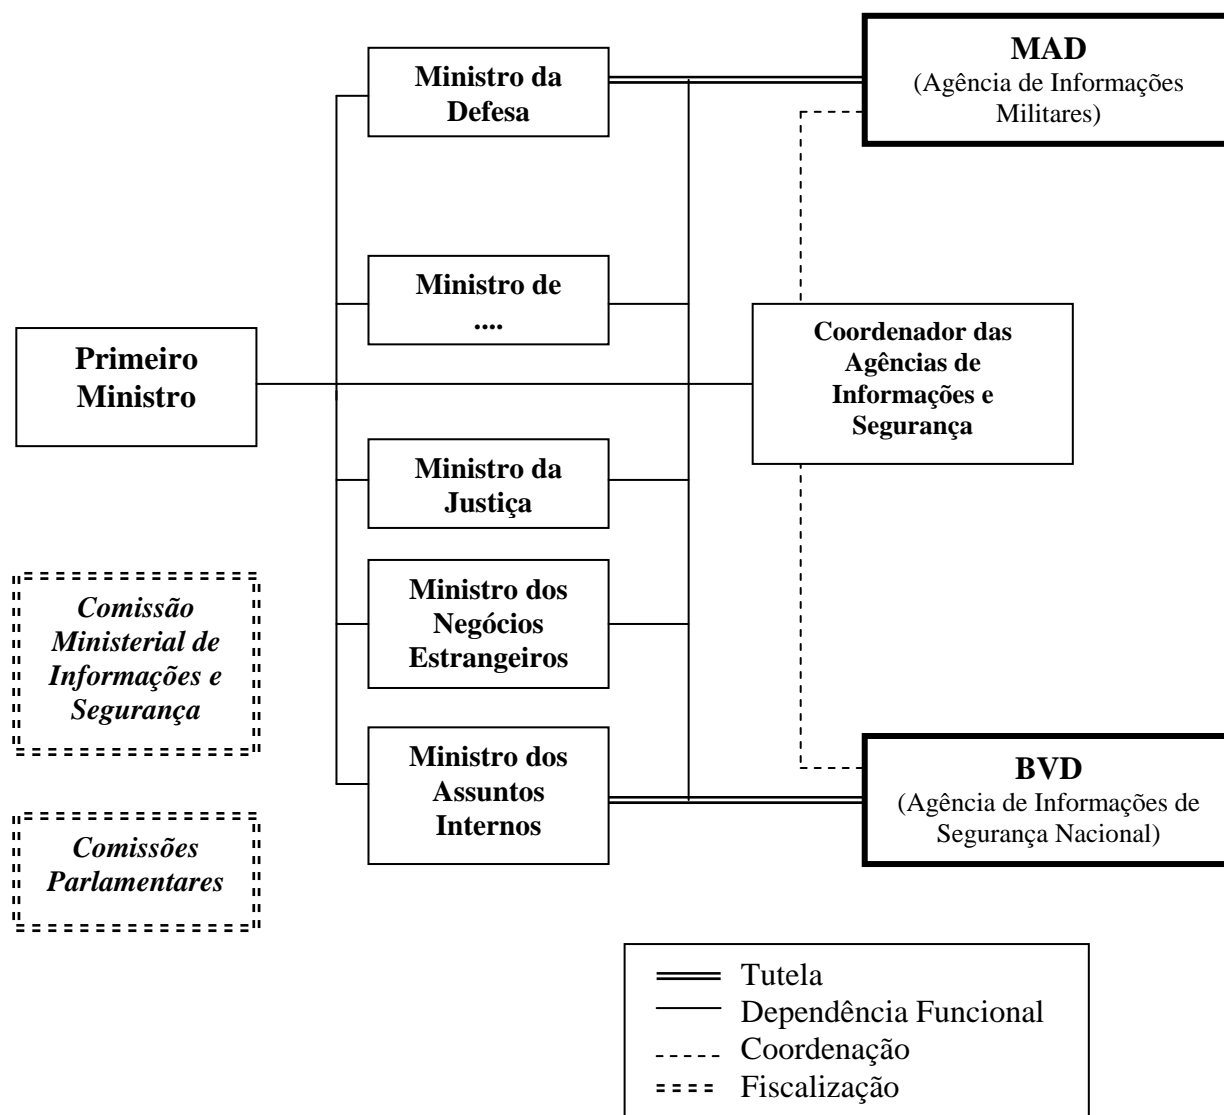 Ministro da
Defesa
MAD
(Agência de Informações
Militares)
Ministro de
....
Primeiro
Ministro
Coordenador das
Agências de
Informações e
Segurança
Ministro da
Justiça
Comissão
Ministerial de
Informações e
Segurança
Ministro dos
Negócios
Estrangeiros
Ministro dos
Assuntos
Internos
BVD
(Agência de Informações de
Segurança Nacional)
Comissões
Parlamentares
Tutela
Dependência Funcional
Coordenação
Fiscalização